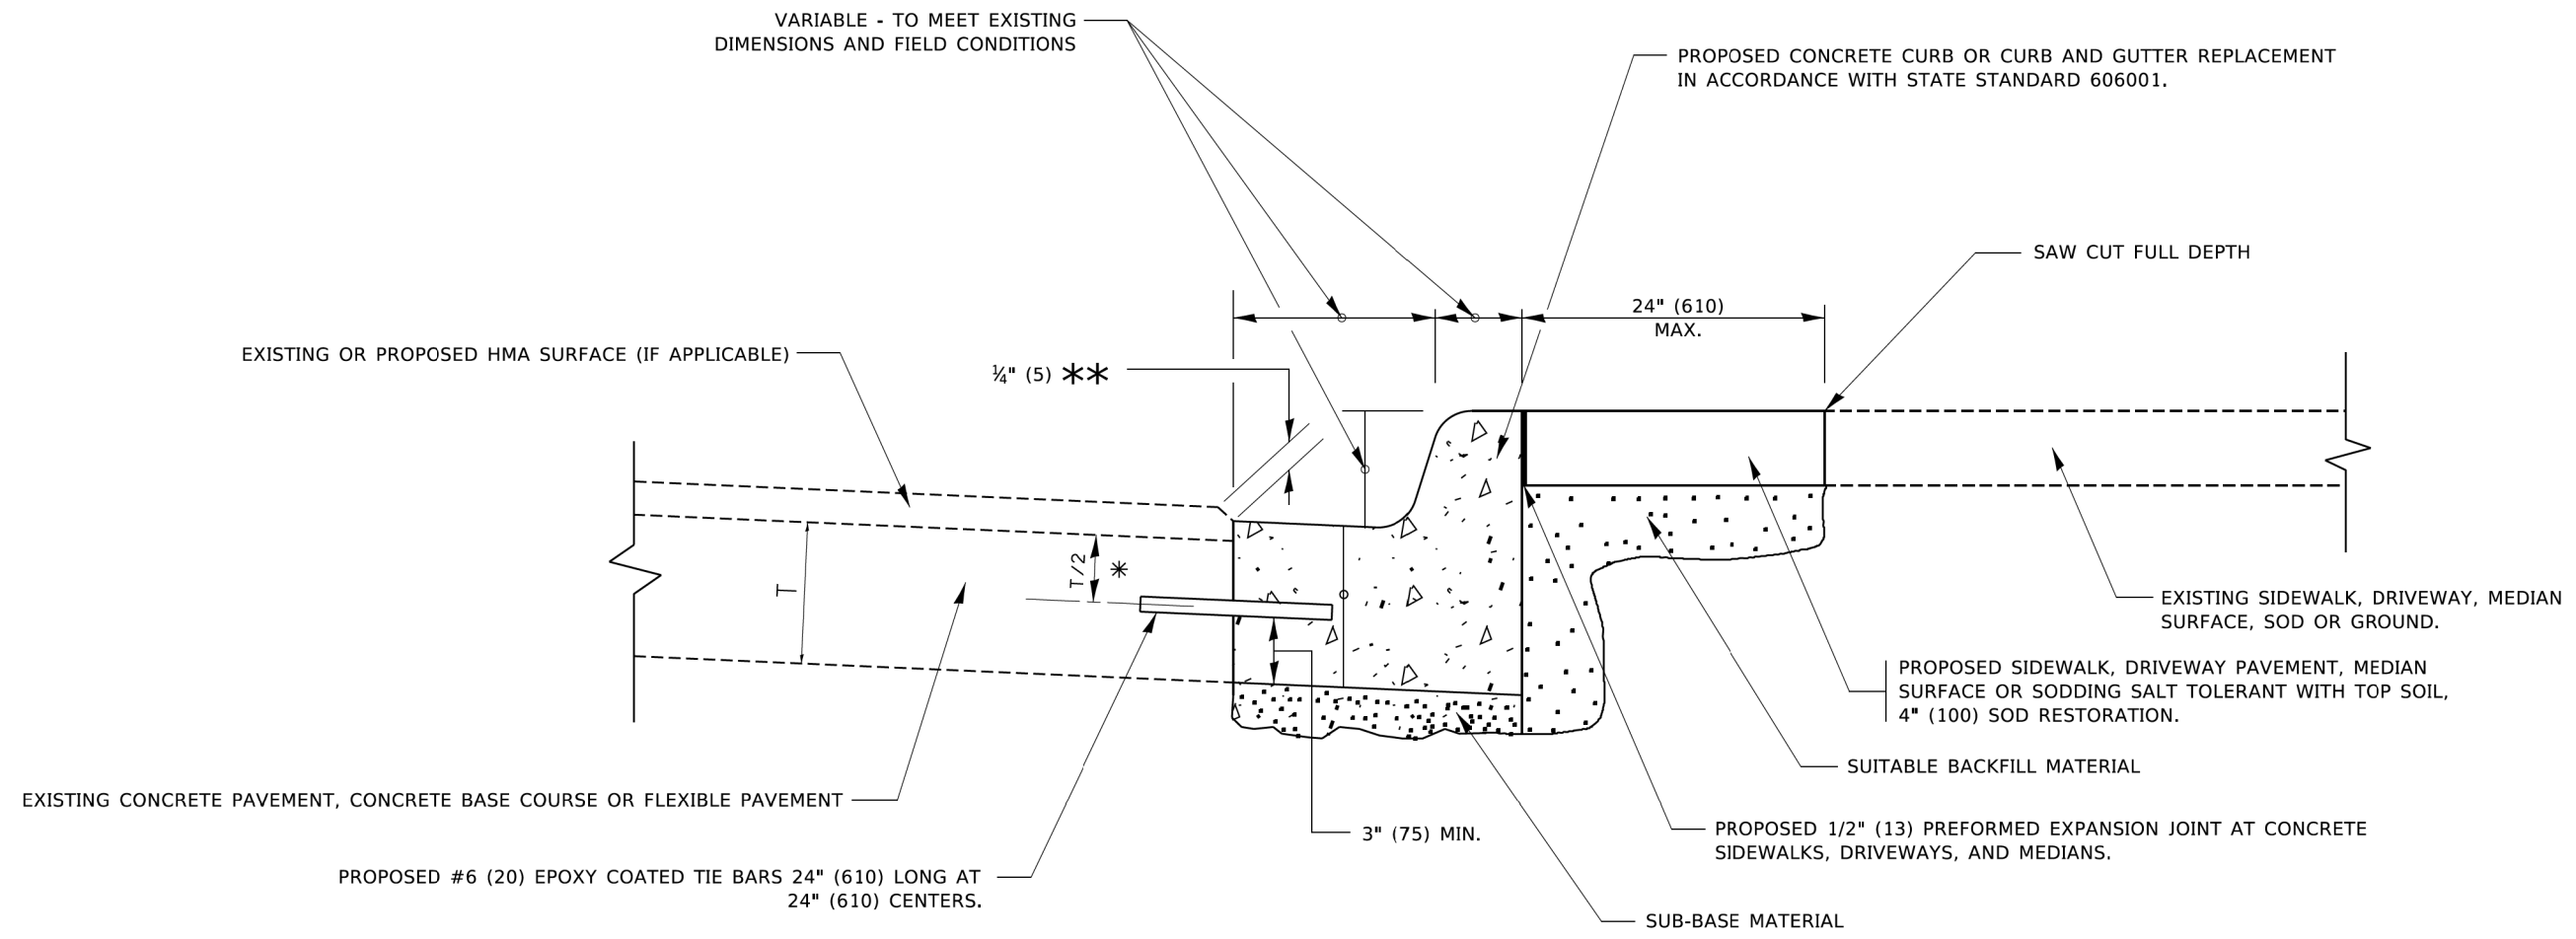 VARIABLE - TO MEET EXISTING
DIMENSIONS AND FIELD CONDITIONS
PROPOSED CONCRETE CURB OR CURB AND GUTTER REPLACEMENT
IN ACCORDANCE WITH STATE STANDARD 606001.
SAW CUT FULL DEPTH
24" (610)
MAX.
EXISTING OR PROPOSED HMA SURFACE (IF APPLICABLE)
¼" (5) **
T
T/2
*
EXISTING SIDEWALK, DRIVEWAY, MEDIAN
SURFACE, SOD OR GROUND.
PROPOSED SIDEWALK, DRIVEWAY PAVEMENT, MEDIAN
SURFACE OR SODDING SALT TOLERANT WITH TOP SOIL,
4" (100) SOD RESTORATION.
SUITABLE BACKFILL MATERIAL
EXISTING CONCRETE PAVEMENT, CONCRETE BASE COURSE OR FLEXIBLE PAVEMENT
3" (75) MIN.
PROPOSED 1/2" (13) PREFORMED EXPANSION JOINT AT CONCRETE
SIDEWALKS, DRIVEWAYS, AND MEDIANS.
PROPOSED #6 (20) EPOXY COATED TIE BARS 24" (610) LONG AT
24" (610) CENTERS.
SUB-BASE MATERIAL